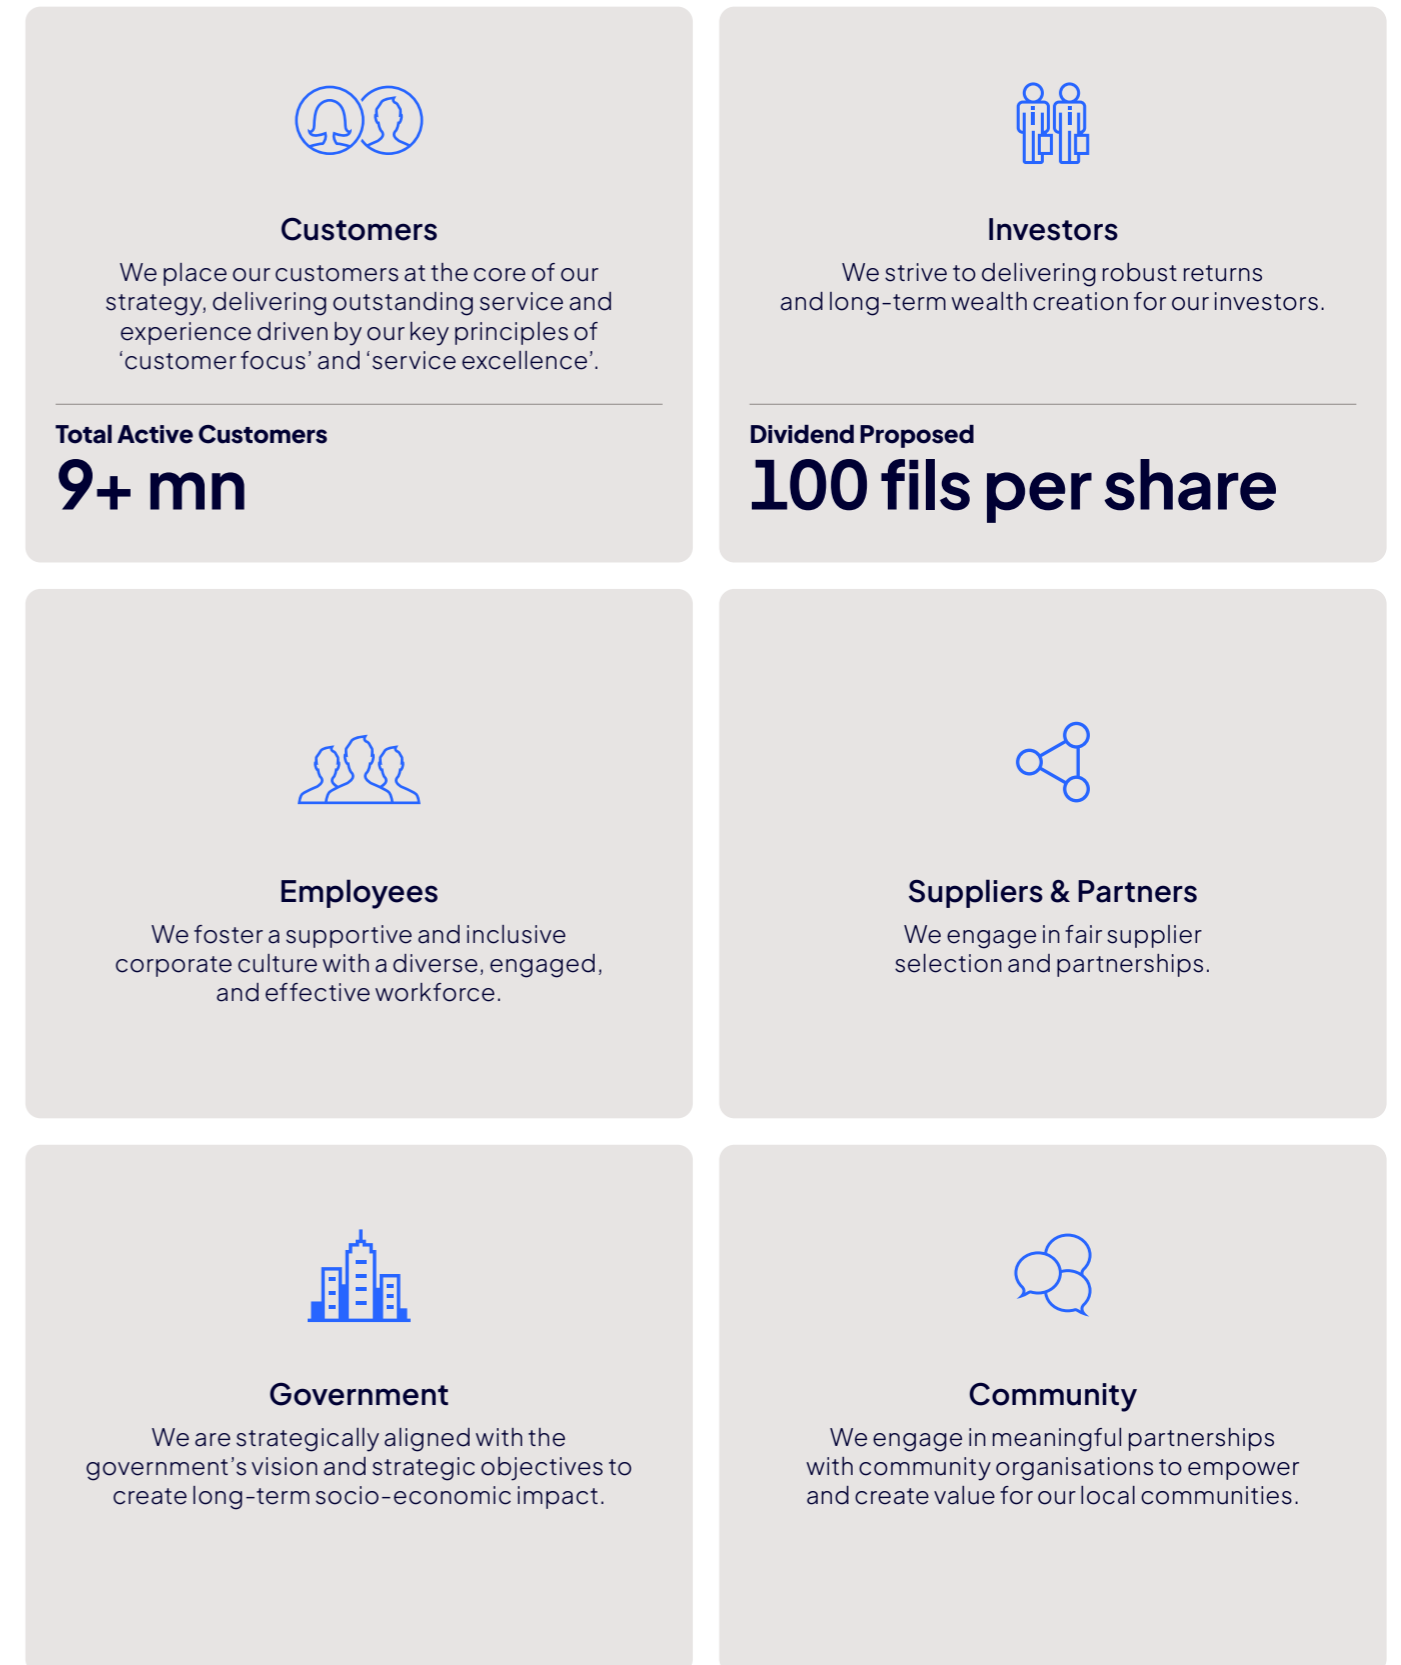 Customers
We place our customers at the core of our
strategy, delivering outstanding service and
experience driven by our key principles of
‘customer focus’ and ‘service excellence’.
Total Active Customers
9+ mn
Investors
We strive to delivering robust returns
and long-term wealth creation for our investors.
Dividend Proposed
100 fils per share
Employees
We foster a supportive and inclusive
corporate culture with a diverse, engaged,
and effective workforce.
Suppliers & Partners
We engage in fair supplier
selection and partnerships.
Government
We are strategically aligned with the
government’s vision and strategic objectives to
create long-term socio-economic impact.
Community
We engage in meaningful partnerships
with community organisations to empower
and create value for our local communities.